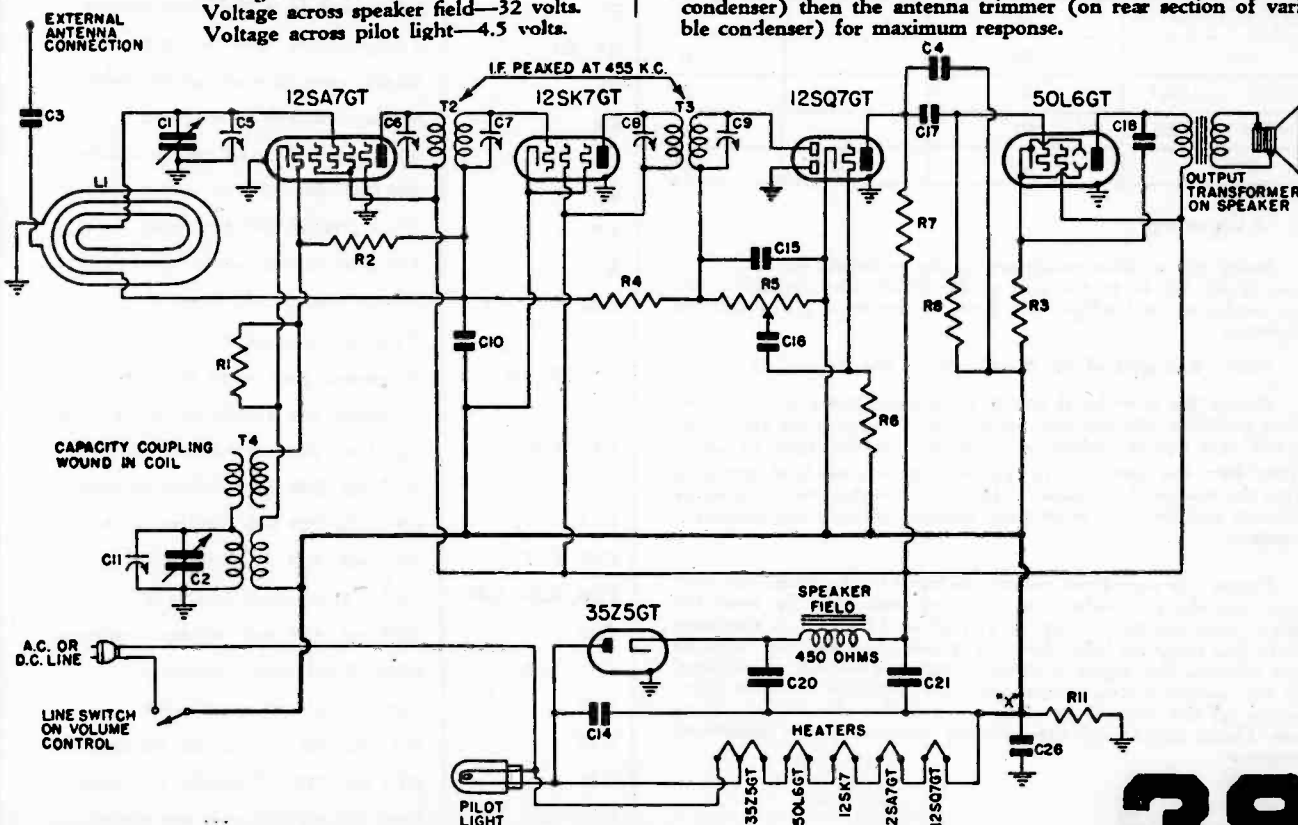 Voltage across speaker field—32 volts.
Voltage across pilot light—4.5 volts.
condenser) then the antenna trimmer (on rear section of vari-
ble condenser) for maximum response.
EXTERNAL
ANTENNA
CONNECTION
C3
C1
C5
L1
12SA7GT
I.F. PEAKED AT 455 K.C.
C6
T2
C7
12SK7GT
C8
T3
C9
12SQ7GT
C4
C17
50L6GT
C18
OUTPUT
TRANSFORMER
ON SPEAKER
R2
R4
C15
R5
C16
R7
R8
R3
R6
R1
C10
CAPACITY COUPLING
WOUND IN COIL
T4
C11
C2
A.C. OR
D.C. LINE
LINE SWITCH
ON VOLUME
CONTROL
35Z5GT
SPEAKER
FIELD
450 OHMS
C20
C21
"X"
R11
C14
HEATERS
C26
PILOT
LIGHT
35Z5GT
50L6GT
12SK7
12SA7GT
12SQ7GT